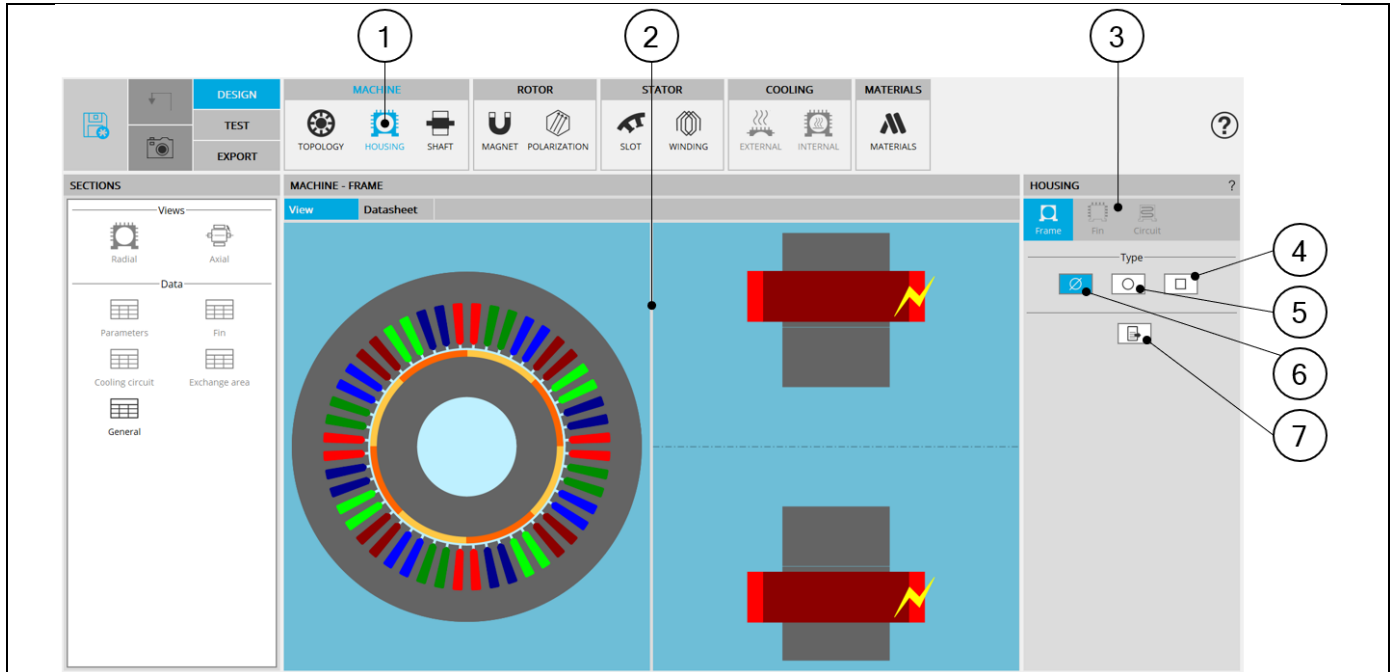 1
2
3
DESIGN
TEST
EXPORT
MACHINE
ROTOR
STATOR
COOLING
MATERIALS
TOPOLOGY
HOUSING
SHAFT
MAGNET
POLARIZATION
SLOT
WINDING
EXTERNAL
INTERNAL
MATERIALS
?
SECTIONS
MACHINE - FRAME
HOUSING
?
Views
Radial
Axial
Data
Parameters
Fin
Cooling circuit
Exchange area
General
View
Datasheet
Frame
Fin
Circuit
Type
4
5
6
7